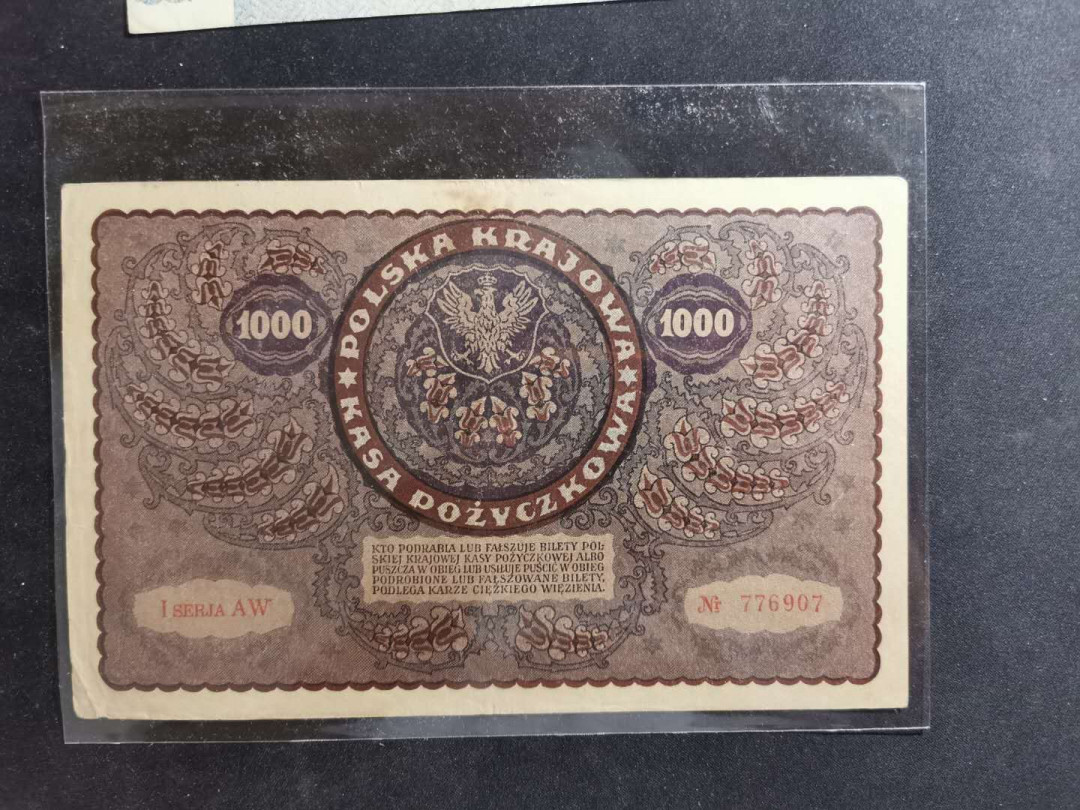 POLSKA KRAJOWA
KASA POŻYCZKOWA
1000
1000
KTO PODRABIA LUB FAŁSZUJE BILETY POL-
SKIEJ KRAJOWEJ KASY POŻYCZKOWEJ ALBO
PUSZCZA W OBIEG LUB USIŁUJE PUŚCIĆ W OBIEG
PODROBIONE LUB FAŁSZOWANE BILETY,
PODLEGA KARZE CIĘŻKIEGO WIĘZIENIA.
I SERJA AW
Nr 776907